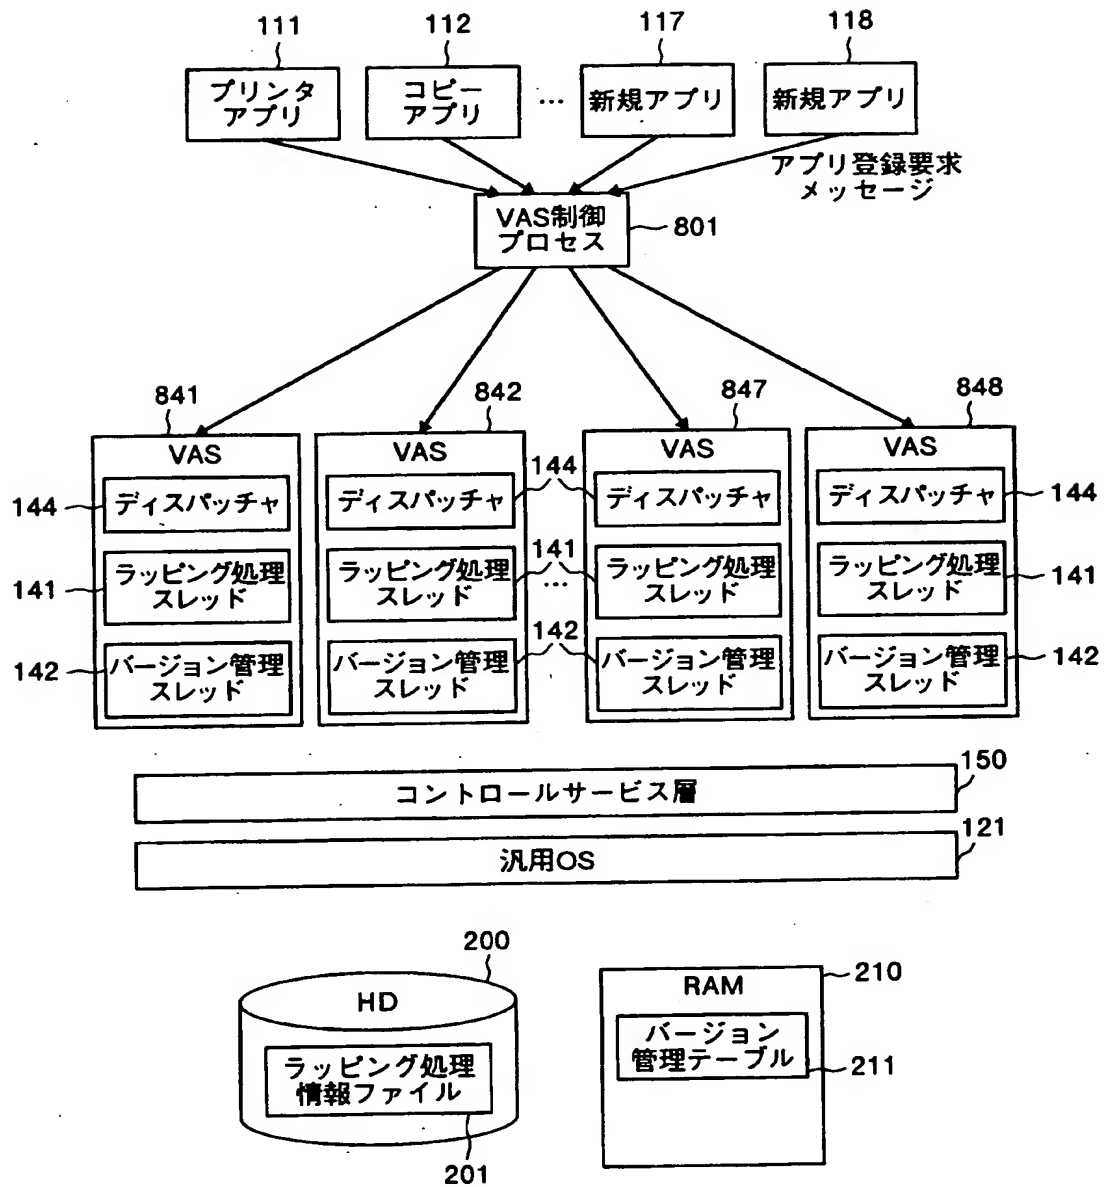 111
112
117
118
プリンタ
アプリ
コピー
アプリ
…
新規アプリ
新規アプリ
アプリ登録要求
メッセージ
VAS制御
プロセス
801
841
842
847
848
VAS
VAS
VAS
VAS
144
ディスパッチャ
ディスパッチャ
144
ディスパッチャ
ディスパッチャ
144
141
ラッピング処理
スレッド
ラッピング処理
スレッド
141
…
ラッピング処理
スレッド
ラッピング処理
スレッド
141
142
バージョン管理
スレッド
バージョン管理
スレッド
142
バージョン管理
スレッド
バージョン管理
スレッド
142
150
コントロールサービス層
121
汎用OS
200
HD
ラッピング処理
情報ファイル
201
210
RAM
バージョン
管理テーブル
211